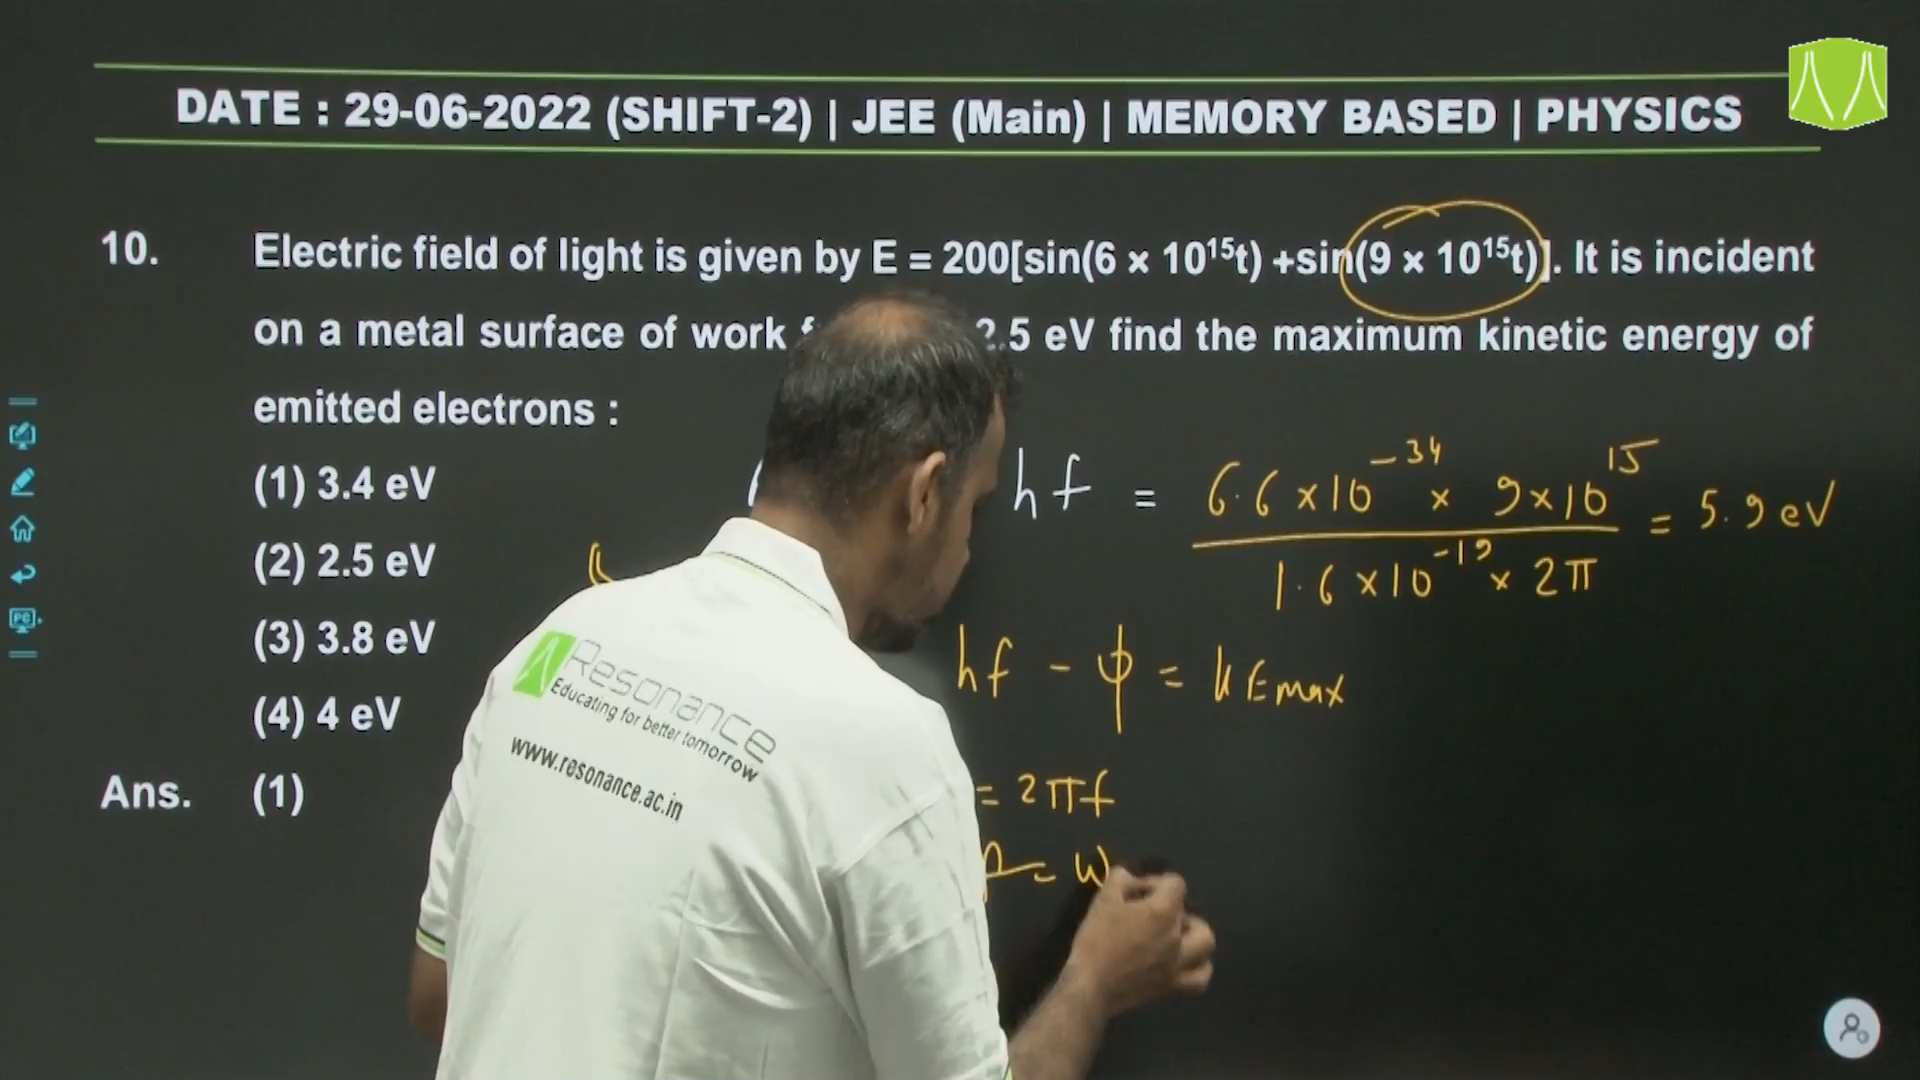 DATE : 29-06-2022 (SHIFT-2) | JEE (Main) | MEMORY BASED | PHYSICS
10. Electric field of light is given by E = 200[sin(6 × 10¹⁵t) +sin(9 × 10¹⁵t)]. It is incident
on a metal surface of work 2.5 eV find the maximum kinetic energy of
emitted electrons :
(1) 3.4 eV
(2) 2.5 eV
(3) 3.8 eV
(4) 4 eV
Ans. (1)
hf = 6.6 × 10⁻³⁴ × 9 × 10¹⁵ / 1.6 × 10⁻¹⁹ × 2π = 5.9 eV
hf - φ = KEmax
= 2πf
= ω
Resonance
Educating for better tomorrow
www.resonance.ac.in
PC